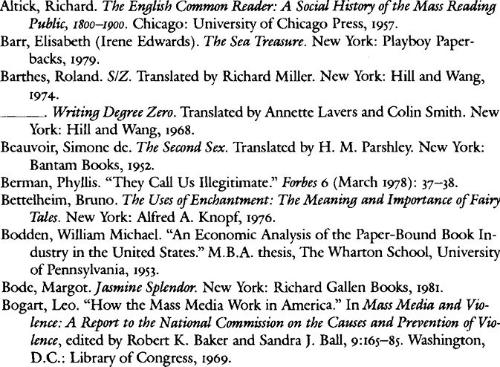 Altick, Richard. The English Common Reader: A Social History of the Mass Reading
Public, 1800–1900. Chicago: University of Chicago Press, 1957.
Barr, Elisabeth (Irene Edwards). The Sea Treasure. New York: Playboy Paper-
backs, 1979.
Barthes, Roland. S/Z. Translated by Richard Miller. New York: Hill and Wang,
1974.
______. Writing Degree Zero. Translated by Annette Lavers and Colin Smith. New
York: Hill and Wang, 1968.
Beauvoir, Simone de. The Second Sex. Translated by H. M. Parshley. New York:
Bantam Books, 1952.
Berman, Phyllis. “They Call Us Illegitimate.” Forbes 6 (March 1978): 37–38.
Bettelheim, Bruno. The Uses of Enchantment: The Meaning and Importance of Fairy
Tales. New York: Alfred A. Knopf, 1976.
Bodden, William Michael. “An Economic Analysis of the Paper-Bound Book In-
dustry in the United States.” M.B.A. thesis, The Wharton School, University
of Pennsylvania, 1953.
Bode, Margot. Jasmine Splendor. New York: Richard Gallen Books, 1981.
Bogart, Leo. “How the Mass Media Work in America.” In Mass Media and Vio-
lence: A Report to the National Commission on the Causes and Prevention of Vio-
lence, edited by Robert K. Baker and Sandra J. Ball, 9:165–85. Washington,
D.C.: Library of Congress, 1969.